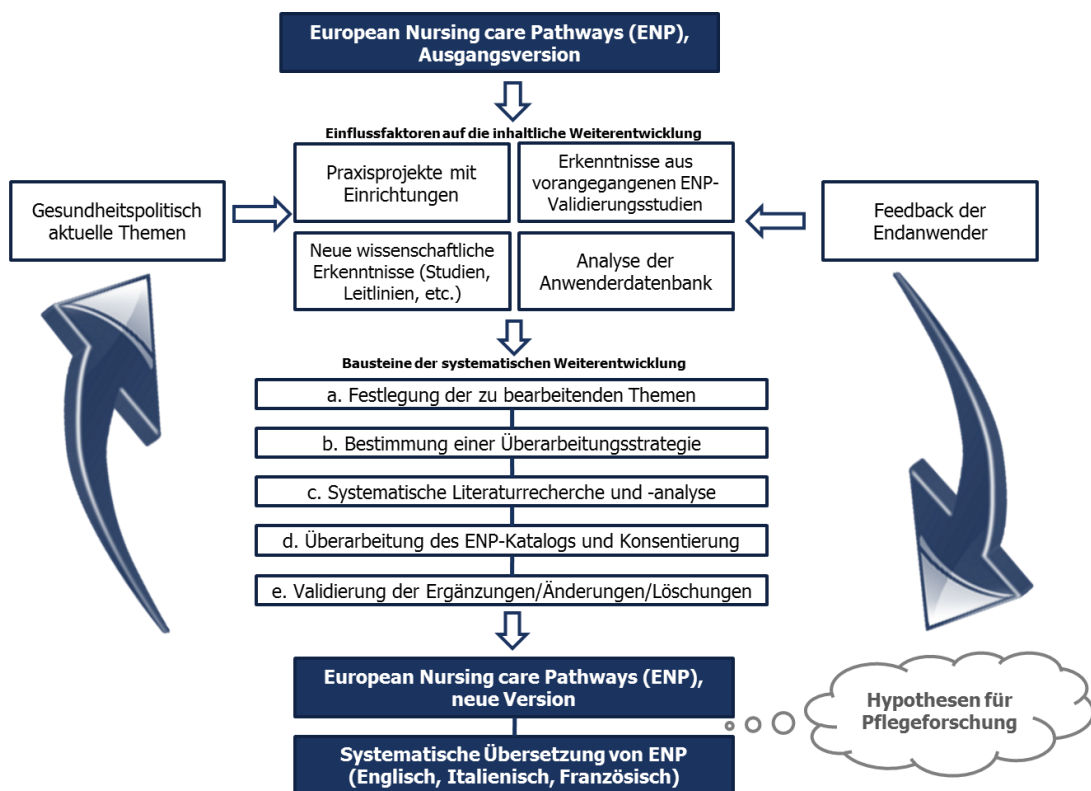 European Nursing care Pathways (ENP),
Ausgangsversion
Einflussfaktoren auf die inhaltliche Weiterentwicklung
Gesundheitspolitisch
aktuelle Themen
Praxisprojekte mit
Einrichtungen
Erkenntnisse aus
vorangegangenen ENP-
Validierungsstudien
Neue wissenschaftliche
Erkenntnisse (Studien,
Leitlinien, etc.)
Analyse der
Anwenderdatenbank
Feedback der
Endanwender
Bausteine der systematischen Weiterentwicklung
a. Festlegung der zu bearbeitenden Themen
b. Bestimmung einer Überarbeitungsstrategie
c. Systematische Literaturrecherche und -analyse
d. Überarbeitung des ENP-Katalogs und Konsentierung
e. Validierung der Ergänzungen/Änderungen/Löschungen
European Nursing care Pathways (ENP),
neue Version
Hypothesen für
Pflegeforschung
Systematische Übersetzung von ENP
(Englisch, Italienisch, Französisch)